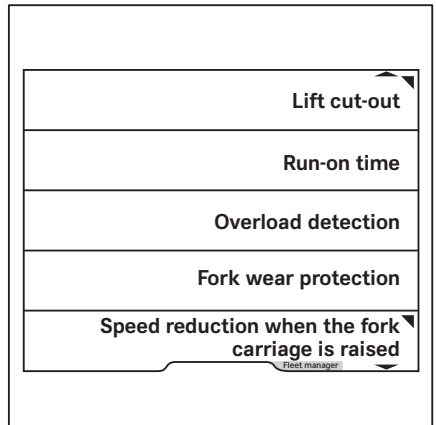 Lift cut-out
Run-on time
Overload detection
Fork wear protection
Speed reduction when the fork
carriage is raised
Fleet manager